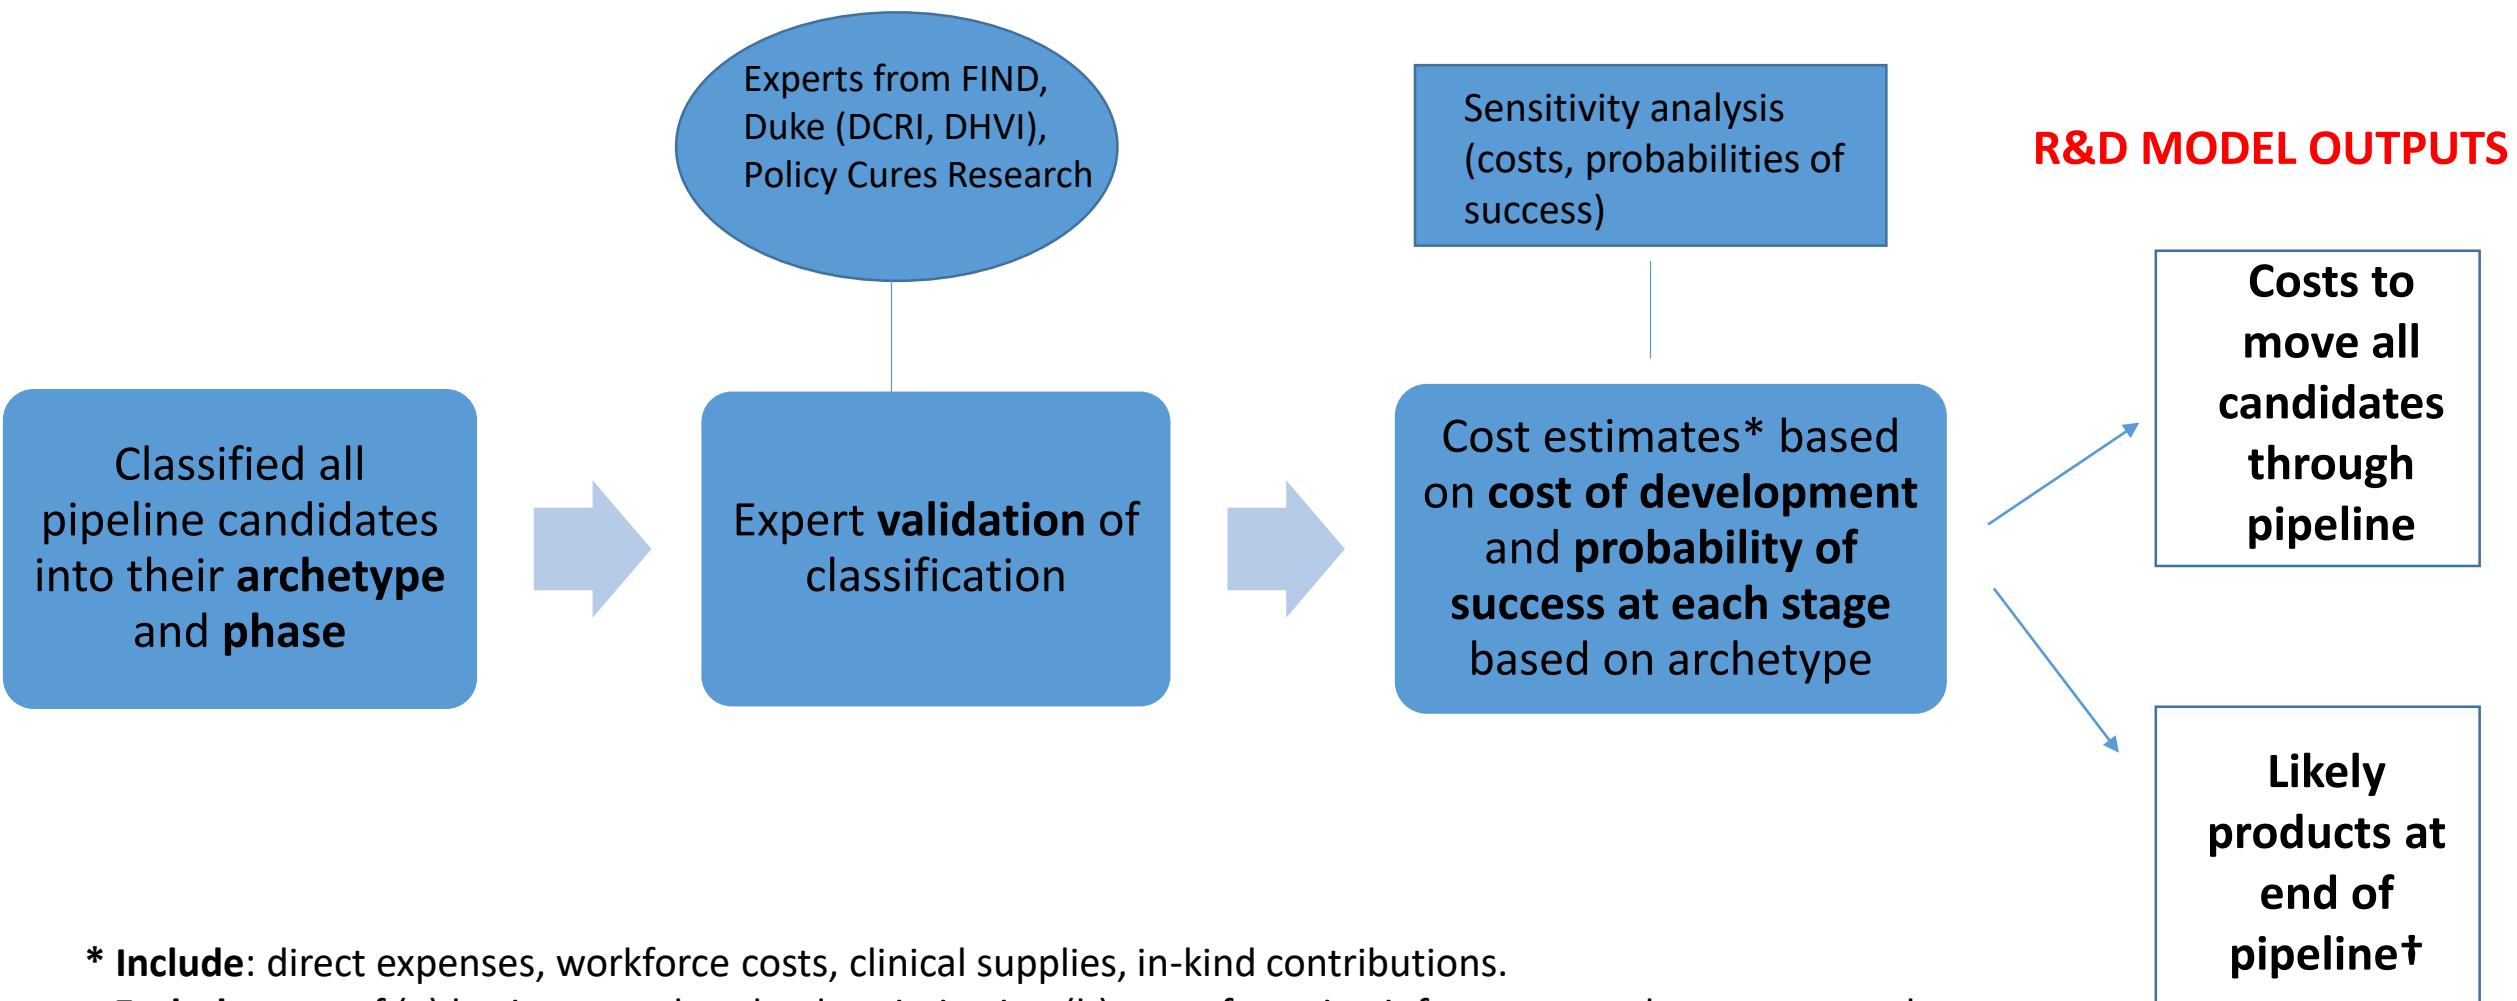 Experts from FIND,
Duke (DCRI, DHVI),
Policy Cures Research
Sensitivity analysis
(costs, probabilities of
success)
R&D MODEL OUTPUTS
Classified all
pipeline candidates
into their archetype
and phase
Expert validation of
classification
Cost estimates* based
on cost of development
and probability of
success at each stage
based on archetype
Costs to
move all
candidates
through
pipeline
Likely
products at
end of
pipeline†
* Include: direct expenses, workforce costs, clinical supplies, in-kind contributions.